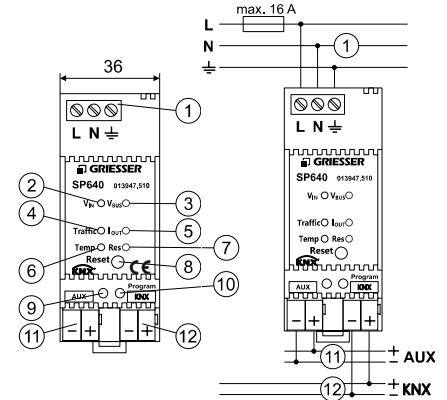 max. 16 A
L
N
36
1
1
L N
L N
GRIESSER
SP640 013947,510
2 VIN VBUS 3
4 Traffic IOUT 5
6 Temp Res 7
Reset 8
KNX CE
9 10
Program
AUX KNX
- + - +
11 12
GRIESSER
SP640 013947,510
VIN VBUS
Traffic IOUT
Temp Res
Reset
KNX
Program
AUX KNX
- + - +
11 + AUX
-
12 + KNX
-